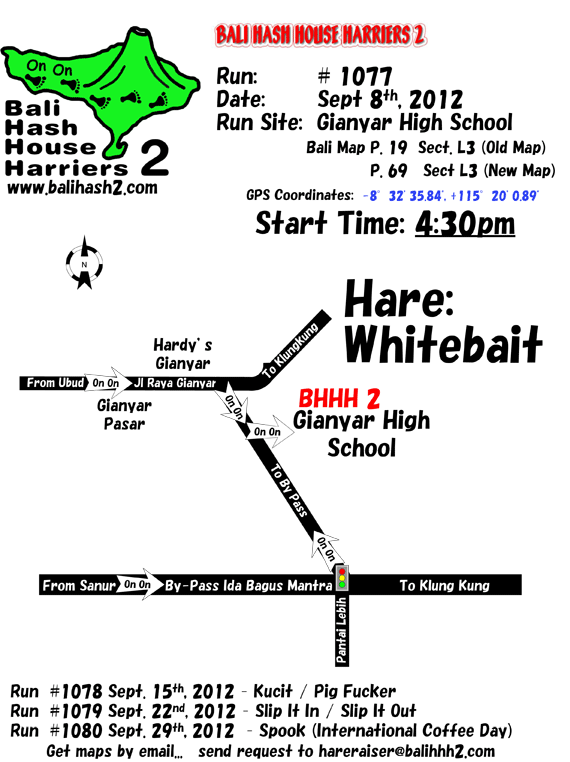 BALI HASH HOUSE HARRIERS 2
On On
Bali
Hash
House
Harriers 2
www.balihash2.com
Run: # 1077
Date: Sept 8th, 2012
Run Site: Gianyar High School
Bali Map P. 19 Sect. L3 (Old Map)
P. 69 Sect L3 (New Map)
GPS Coordinates: -8° 32' 35.84", +115° 20' 0.89"
Start Time: 4:30pm
N
Hare:
Whitebait
Hardy's
Gianyar
To Klungkung
From Ubud
On On
Jl Raya Gianyar
Gianyar
Pasar
On On
BHHH 2
Gianyar High
School
On On
To By Pass
On On
From Sanur
On On
By-Pass Ida Bagus Mantra
To Klung Kung
Pantai Lebih
Run #1078 Sept. 15th, 2012 - Kucit / Pig Fucker
Run #1079 Sept. 22nd, 2012 - Slip It In / Slip It Out
Run #1080 Sept. 29th, 2012 - Spook (International Coffee Day)
Get maps by email... send request to hareraiser@balihhh2.com